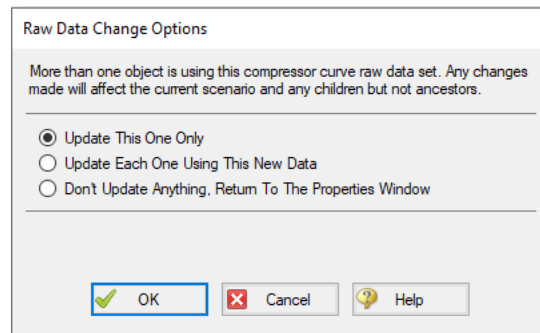 Raw Data Change Options
More than one object is using this compressor curve raw data set. Any changes
made will affect the current scenario and any children but not ancestors.
Update This One Only
Update Each One Using This New Data
Don't Update Anything, Return To The Properties Window
OK Cancel Help